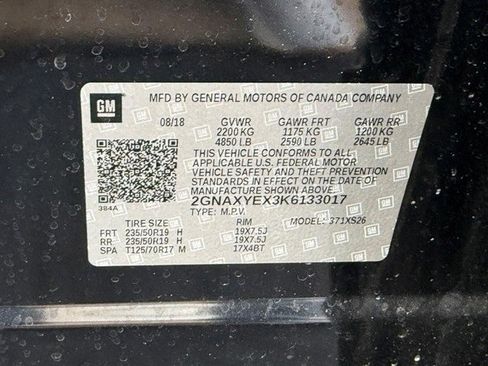 GM
MFD BY GENERAL MOTORS OF CANADA COMPANY
08/18 GVWR GAWR FRT GAWR RR
2200 KG 1175 KG 1200 KG
4850 LB 2590 LB 2645 LB
THIS VEHICLE CONFORMS TO ALL
APPLICABLE U.S. FEDERAL MOTOR
VEHICLE SAFETY AND THEFT PREVENTION
STANDARDS IN EFFECT ON THE DATE
OF MANUFACTURE SHOWN ABOVE.
384A 2GNAXYEX3K6133017
TYPE: M.P.V. MODEL: 371XS26
TIRE SIZE RIM
FRT 235/50R19 H 19X7.5J
RR 235/50R19 H 19X7.5J
SPA T125/70R17 M 17X4BT